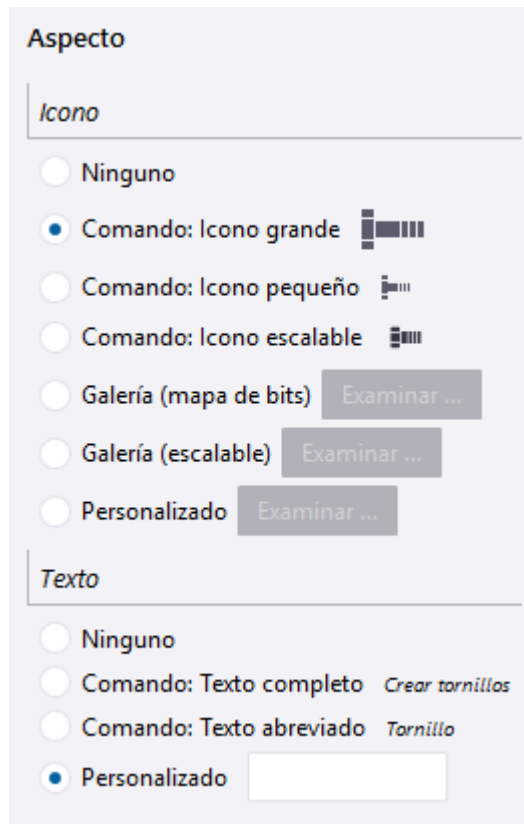 Aspecto
Icono
Ninguno
Comando: Icono grande
Comando: Icono pequeño
Comando: Icono escalable
Galería (mapa de bits) Examinar ...
Galería (escalable) Examinar ...
Personalizado Examinar ...
Texto
Ninguno
Comando: Texto completo Crear tornillos
Comando: Texto abreviado Tornillo
Personalizado